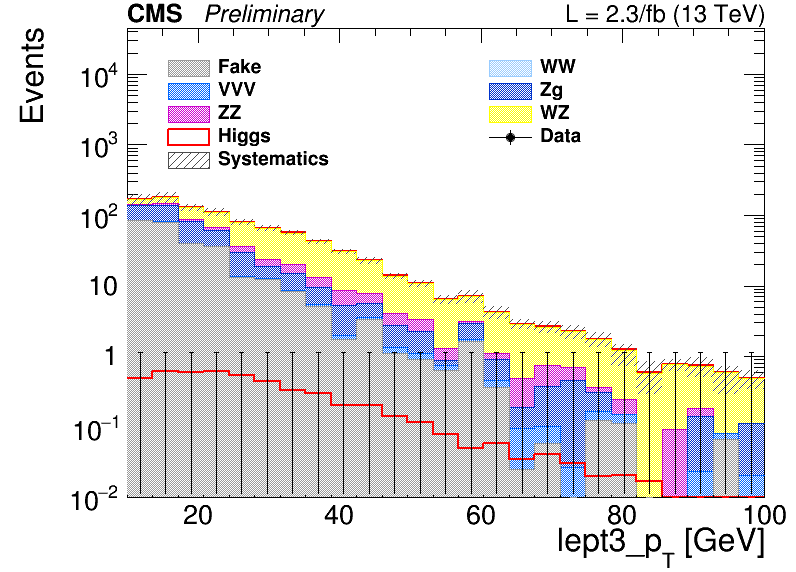 CMS Preliminary L = 2.3/fb (13 TeV)
Events
Fake WW
VVV Zg
ZZ WZ
Higgs Data
Systematics
10^4
10^3
10^2
10
1
10^−1
10^−2
20 40 60 80 100
lept3_p_T [GeV]